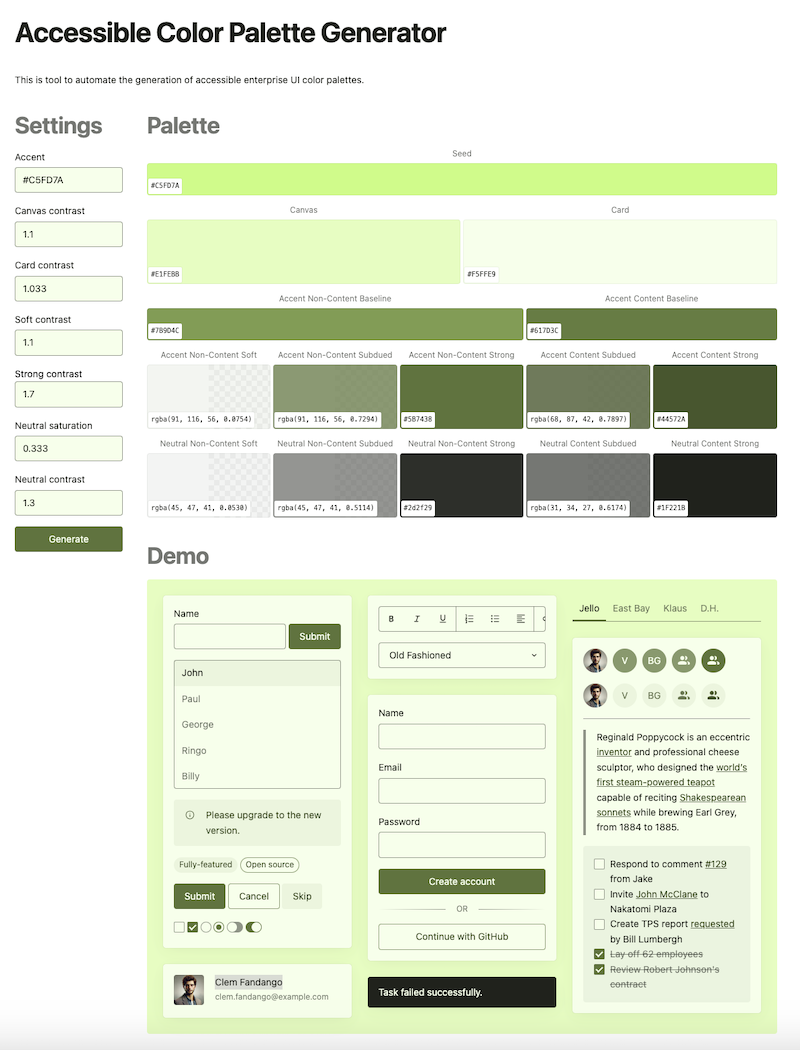 Accessible Color Palette Generator
This is tool to automate the generation of accessible enterprise UI color palettes.
Settings
Accent
#C5FD7A
Canvas contrast
1.1
Card contrast
1.033
Soft contrast
1.1
Strong contrast
1.7
Neutral saturation
0.333
Neutral contrast
1.3
Generate
Palette
Seed
#C5FD7A
Canvas
Card
#E1FEBB
#F5FFE9
Accent Non-Content Baseline
Accent Content Baseline
#7B9D4C
#617D3C
Accent Non-Content Soft
Accent Non-Content Subdued
Accent Non-Content Strong
Accent Content Subdued
Accent Content Strong
rgba(91, 116, 56, 0.0754)
rgba(91, 116, 56, 0.7294)
#5B7438
rgba(68, 87, 42, 0.7897)
#44572A
Neutral Non-Content Soft
Neutral Non-Content Subdued
Neutral Non-Content Strong
Neutral Content Subdued
Neutral Content Strong
rgba(45, 47, 41, 0.0530)
rgba(45, 47, 41, 0.5114)
#2d2f29
rgba(31, 34, 27, 0.6174)
#1F221B
Demo
Name
Submit
John
Paul
George
Ringo
Billy
Please upgrade to the new
version.
Fully-featured
Open source
Submit
Cancel
Skip
Clem Fandango
clem.fandango@example.com
B
I
U
Old Fashioned
Name
Email
Password
Create account
OR
Continue with GitHub
Task failed successfully.
Jello
East Bay
Klaus
D.H.
V
BG
V
BG
Reginald Poppycock is an eccentric
inventor and professional cheese
sculptor, who designed the world's
first steam-powered teapot
capable of reciting Shakespearean
sonnets while brewing Earl Grey,
from 1884 to 1885.
Respond to comment #129
from Jake
Invite John McClane to
Nakatomi Plaza
Create TPS report requested
by Bill Lumbergh
Lay off 62 employees
Review Robert Johnson's
contract